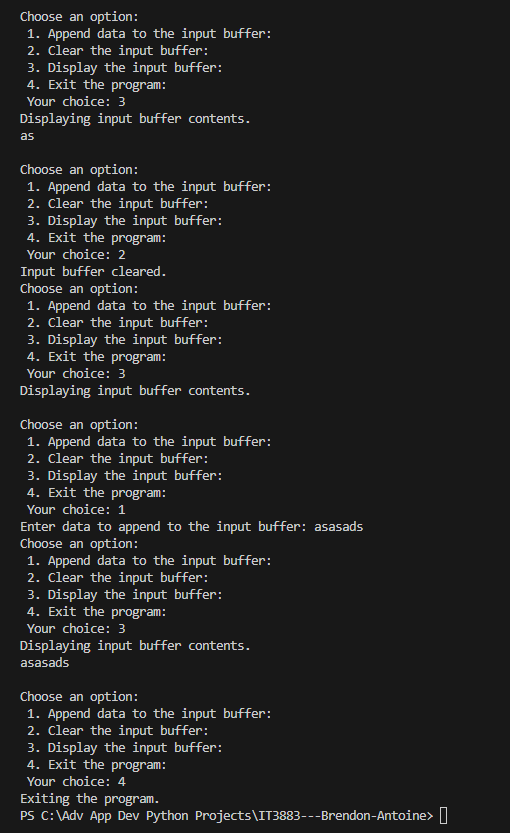 Choose an option:
 1. Append data to the input buffer:
 2. Clear the input buffer:
 3. Display the input buffer:
 4. Exit the program:
 Your choice: 3
Displaying input buffer contents.
as

Choose an option:
 1. Append data to the input buffer:
 2. Clear the input buffer:
 3. Display the input buffer:
 4. Exit the program:
 Your choice: 2
Input buffer cleared.
Choose an option:
 1. Append data to the input buffer:
 2. Clear the input buffer:
 3. Display the input buffer:
 4. Exit the program:
 Your choice: 3
Displaying input buffer contents.

Choose an option:
 1. Append data to the input buffer:
 2. Clear the input buffer:
 3. Display the input buffer:
 4. Exit the program:
 Your choice: 1
Enter data to append to the input buffer: asasads
Choose an option:
 1. Append data to the input buffer:
 2. Clear the input buffer:
 3. Display the input buffer:
 4. Exit the program:
 Your choice: 3
Displaying input buffer contents.
asasads

Choose an option:
 1. Append data to the input buffer:
 2. Clear the input buffer:
 3. Display the input buffer:
 4. Exit the program:
 Your choice: 4
Exiting the program.
PS C:\Adv App Dev Python Projects\IT3883---Brendon-Antoine>